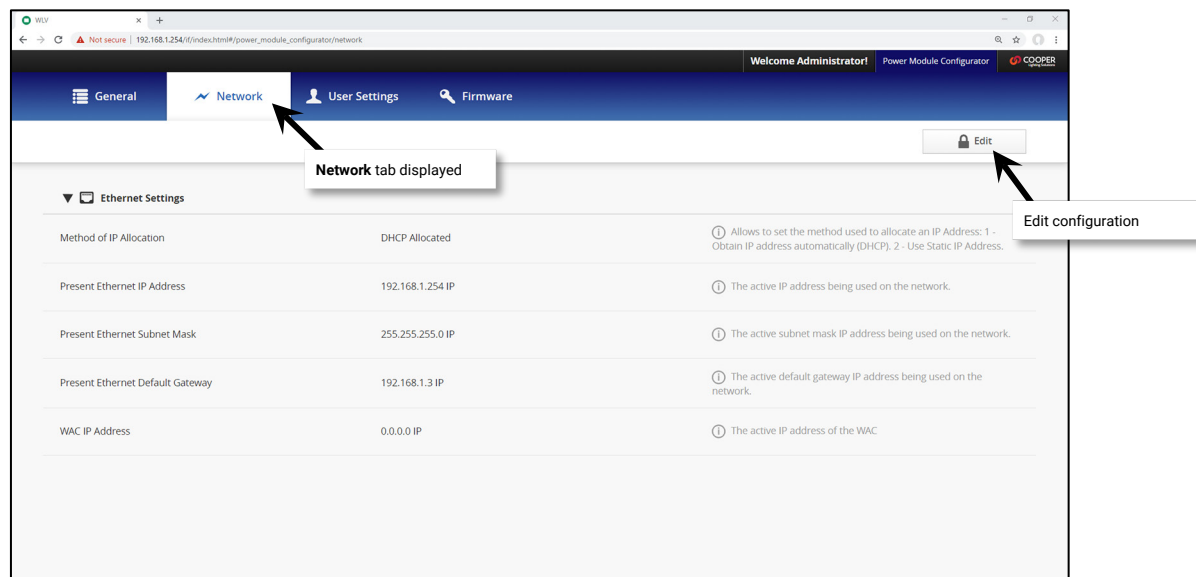 WLV
Not secure | 192.168.1.254/if/index.html#/power_module_configurator/network
Welcome Administrator! Power Module Configurator COOPER
Lighting Solutions
General Network User Settings Firmware
Edit
Network tab displayed
Edit configuration
Ethernet Settings
Method of IP Allocation DHCP Allocated Allows to set the method used to allocate an IP Address: 1 -
Obtain IP address automatically (DHCP). 2 - Use Static IP Address.
Present Ethernet IP Address 192.168.1.254 IP The active IP address being used on the network.
Present Ethernet Subnet Mask 255.255.255.0 IP The active subnet mask IP address being used on the network.
Present Ethernet Default Gateway 192.168.1.3 IP The active default gateway IP address being used on the
network.
WAC IP Address 0.0.0.0 IP The active IP address of the WAC